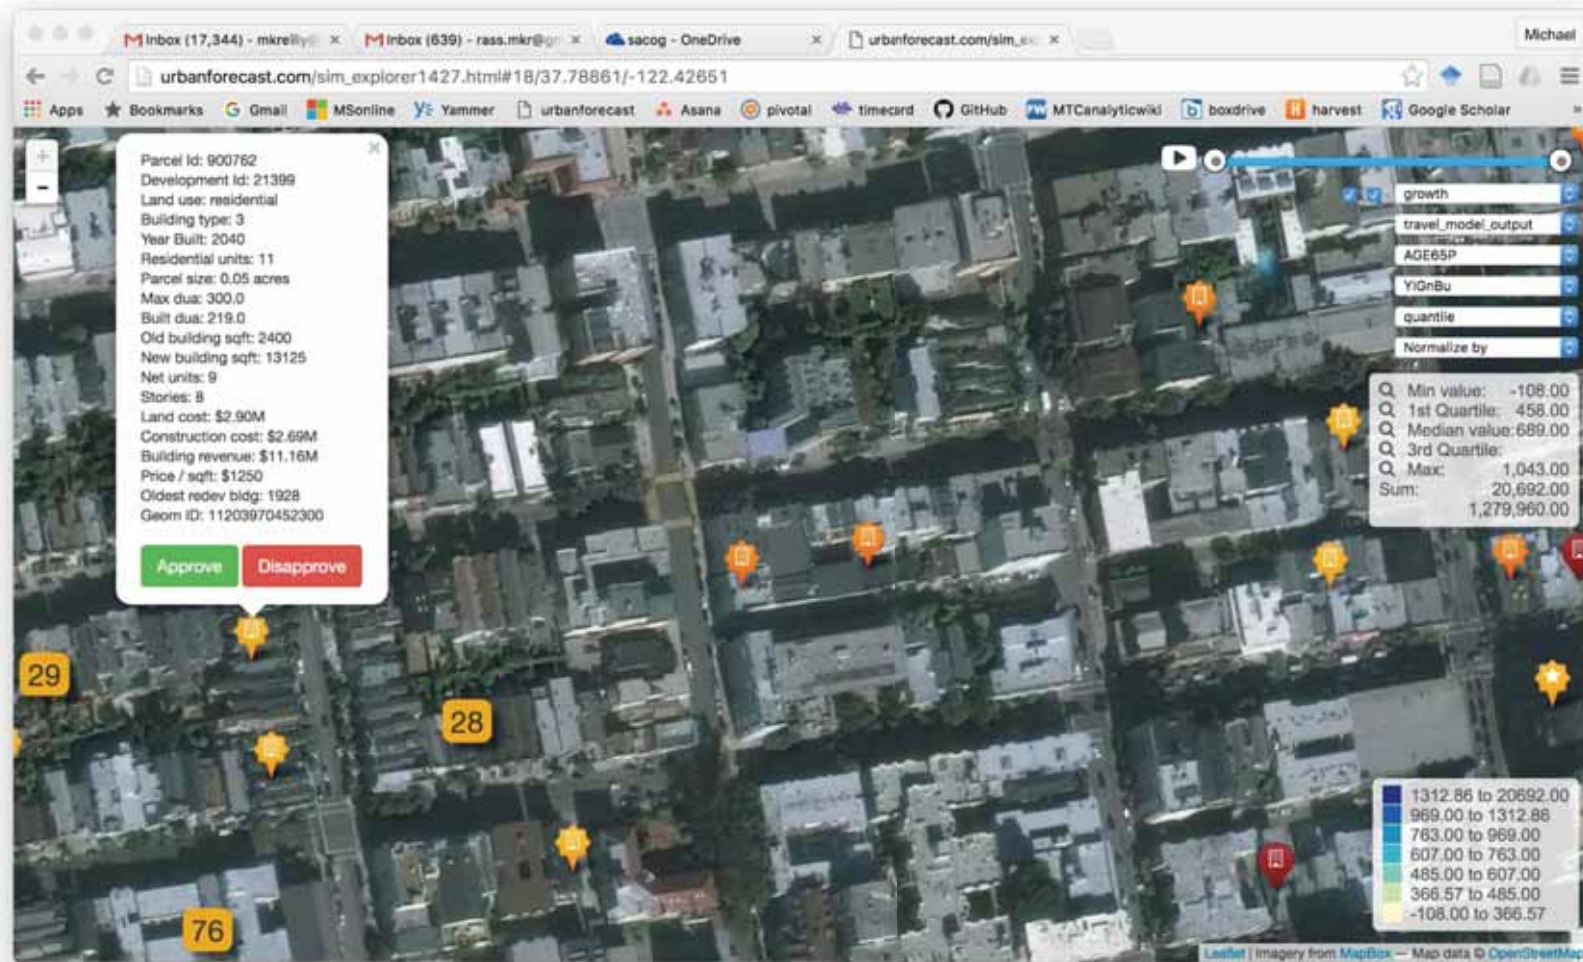 Inbox (17,344) - mkreilly@
Inbox (639) - rass.mkr@g
sacog - OneDrive
urbanforecast.com/sim_ex
Michael
urbanforecast.com/sim_explorer1427.html#18/37.78861/-122.42651
Apps Bookmarks Gmail MSonline Yammer urbanforecast Asana pivotal timecard GitHub MTCanalyticwiki boxdrive harvest Google Scholar »
+
-
×
Parcel Id: 900762
Development Id: 21399
Land use: residential
Building type: 3
Year Built: 2040
Residential units: 11
Parcel size: 0.05 acres
Max dua: 300.0
Built dua: 219.0
Old building sqft: 2400
New building sqft: 13125
Net units: 9
Stories: 8
Land cost: $2.90M
Construction cost: $2.69M
Building revenue: $11.16M
Price / sqft: $1250
Oldest redev bldg: 1928
Geom ID: 11203970452300
Approve Disapprove
growth
travel_model_output
AGE65P
YlGnBu
quantile
Normalize by
Min value: -108.00
1st Quartile: 458.00
Median value: 689.00
3rd Quartile:
Max: 1,043.00
Sum: 20,692.00
1,279,960.00
29
28
76
1312.86 to 20692.00
969.00 to 1312.86
763.00 to 969.00
607.00 to 763.00
485.00 to 607.00
366.57 to 485.00
-108.00 to 366.57
Leaflet | Imagery from MapBox — Map data © OpenStreetMap